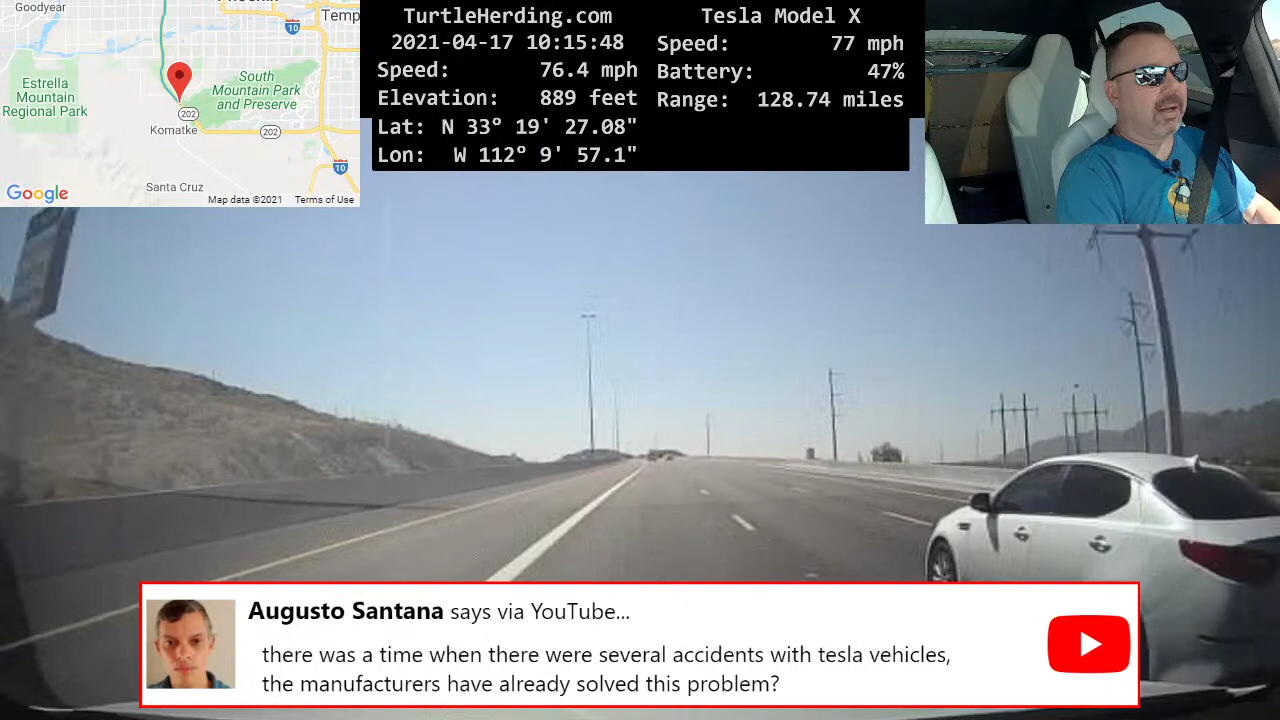 Goodyear
Phoenix
Temp
10
Estrella
Mountain
Regional Park
South
Mountain Park
and Preserve
202
Komatke
202
10
Santa Cruz
Google
Map data ©2021 Terms of Use
TurtleHerding.com
2021-04-17 10:15:48
Speed: 76.4 mph
Elevation: 889 feet
Lat: N 33° 19' 27.08"
Lon: W 112° 9' 57.1"
Tesla Model X
Speed: 77 mph
Battery: 47%
Range: 128.74 miles
Augusto Santana says via YouTube...
there was a time when there were several accidents with tesla vehicles,
the manufacturers have already solved this problem?